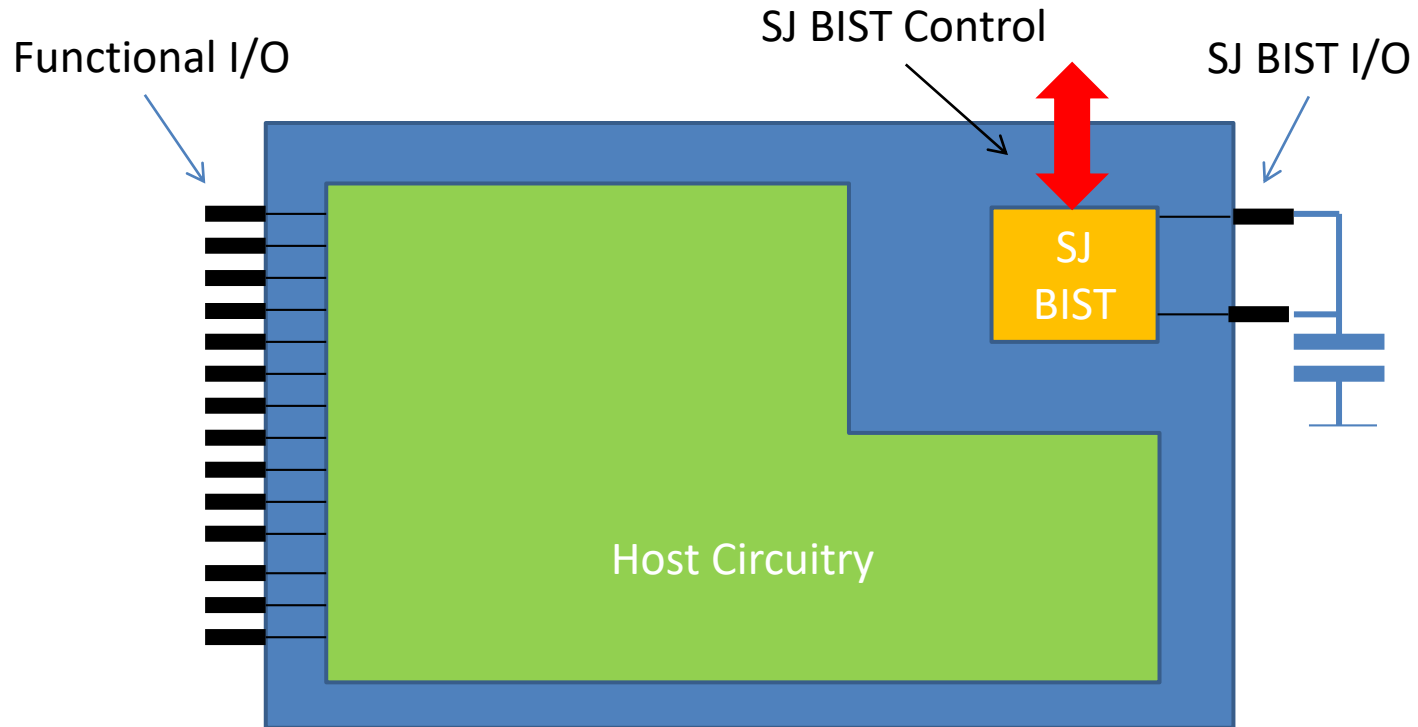 SJ BIST Control
Functional I/O
SJ BIST I/O
SJ
BIST
Host Circuitry